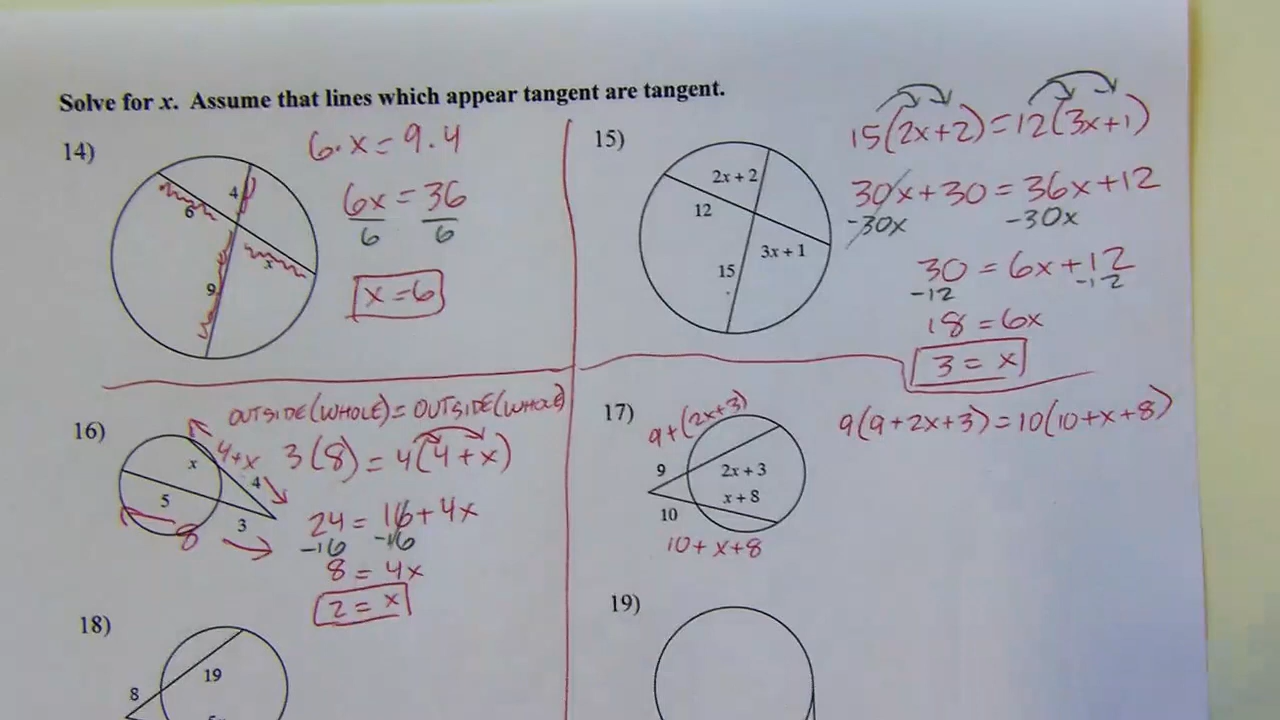 Solve for x. Assume that lines which appear tangent are tangent.
14)
6·x = 9.4
6x = 36
6 6
x = 6
4
6
x
9
15)
15(2x+2)=12(3x+1)
30x+30 = 36x+12
-30x -30x
30 = 6x+12
-12 -12
18 = 6x
3 = x
2x + 2
12
3x + 1
15
16)
OUTSIDE(WHOLE) = OUTSIDE(WHOLE)
4+x 3(8) = 4(4+x)
x
4
5
3
8
24 = 16+4x
-16 -16
8 = 4x
2 = x
17)
9+(2x+3)
9(9+2x+3)=10(10+x+8)
9
2x + 3
x + 8
10
10+x+8
18)
19
8
19)